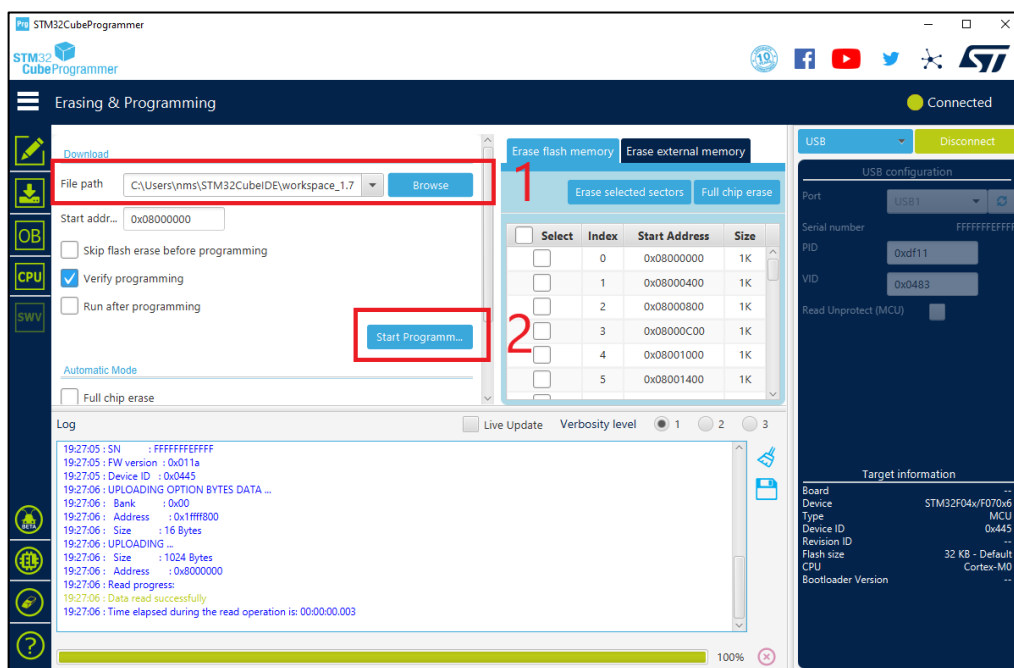 Prg STM32CubeProgrammer
STM32
CubeProgrammer
10
Erasing & Programming
Connected
Download
File path C:\Users\nms\STM32CubeIDE\workspace_1.7 Browse
1
Start addr... 0x08000000
Skip flash erase before programming
Verify programming
Run after programming
Start Programm...
2
Automatic Mode
Full chip erase
OB
CPU
SWV
BETA
Erase flash memory Erase external memory
Erase selected sectors Full chip erase
Select Index Start Address Size
0 0x08000000 1K
1 0x08000400 1K
2 0x08000800 1K
3 0x08000C00 1K
4 0x08001000 1K
5 0x08001400 1K
USB Disconnect
USB configuration
Port USB1
Serial number FFFFFFFEFFFF
PID 0xdf11
VID 0x0483
Read Unprotect (MCU)
Log Live Update Verbosity level 1 2 3
19:27:05 : SN : FFFFFFFEFFFF
19:27:05 : FW version : 0x011a
19:27:05 : Device ID : 0x0445
19:27:06 : UPLOADING OPTION BYTES DATA ...
19:27:06 : Bank : 0x00
19:27:06 : Address : 0x1ffff800
19:27:06 : Size : 16 Bytes
19:27:06 : UPLOADING ...
19:27:06 : Size : 1024 Bytes
19:27:06 : Address : 0x8000000
19:27:06 : Read progress:
19:27:06 : Data read successfully
19:27:06 : Time elapsed during the read operation is: 00:00:00.003
100%
Target information
Board --
Device STM32F04x/F070x6
Type MCU
Device ID 0x445
Revision ID --
Flash size 32 KB - Default
CPU Cortex-M0
Bootloader Version --